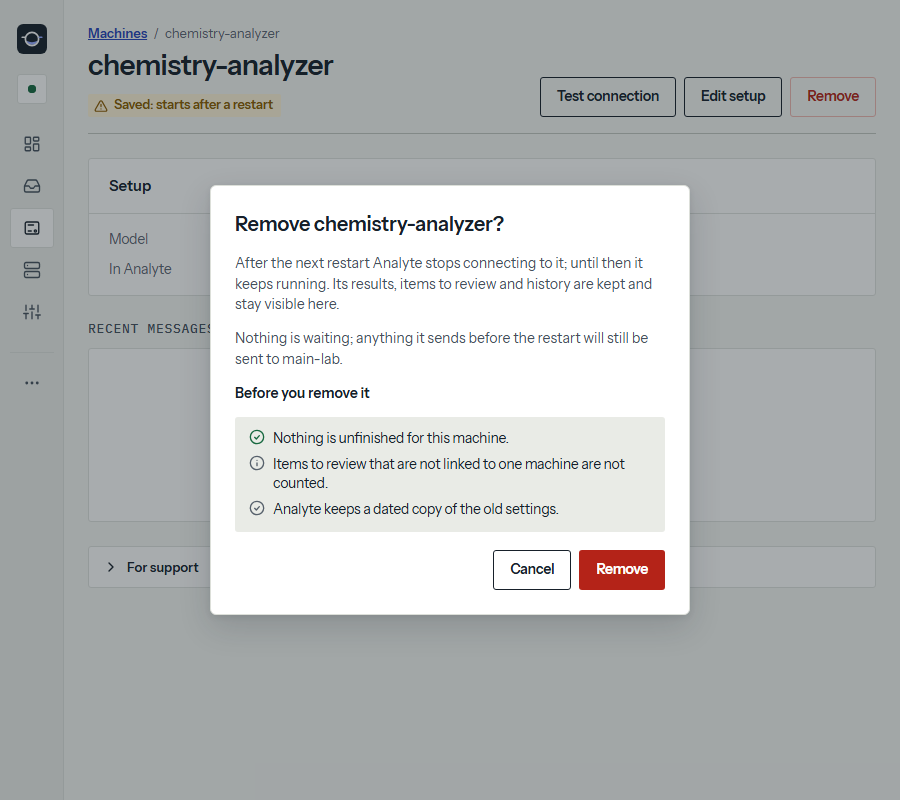 Machines / chemistry-analyzer
chemistry-analyzer
Saved: starts after a restart
Test connection
Edit setup
Remove
Setup
Model
In Analyte
RECENT MESSAGES
Remove chemistry-analyzer?
After the next restart Analyte stops connecting to it; until then it
keeps running. Its results, items to review and history are kept and
stay visible here.
Nothing is waiting; anything it sends before the restart will still be
sent to main-lab.
Before you remove it
Nothing is unfinished for this machine.
Items to review that are not linked to one machine are not
counted.
Analyte keeps a dated copy of the old settings.
Cancel
Remove
For support